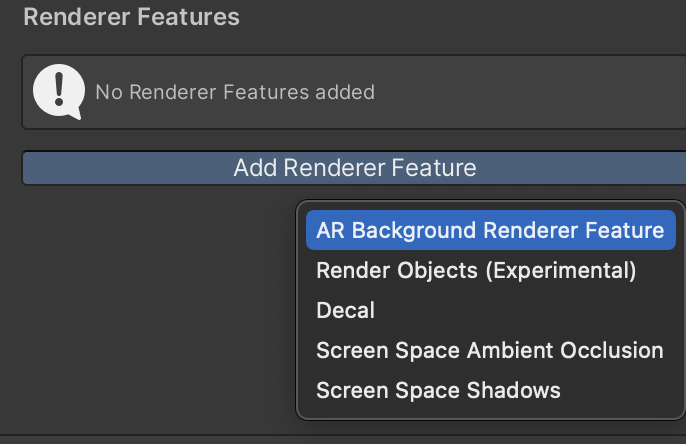 Renderer Features
No Renderer Features added
Add Renderer Feature
AR Background Renderer Feature
Render Objects (Experimental)
Decal
Screen Space Ambient Occlusion
Screen Space Shadows